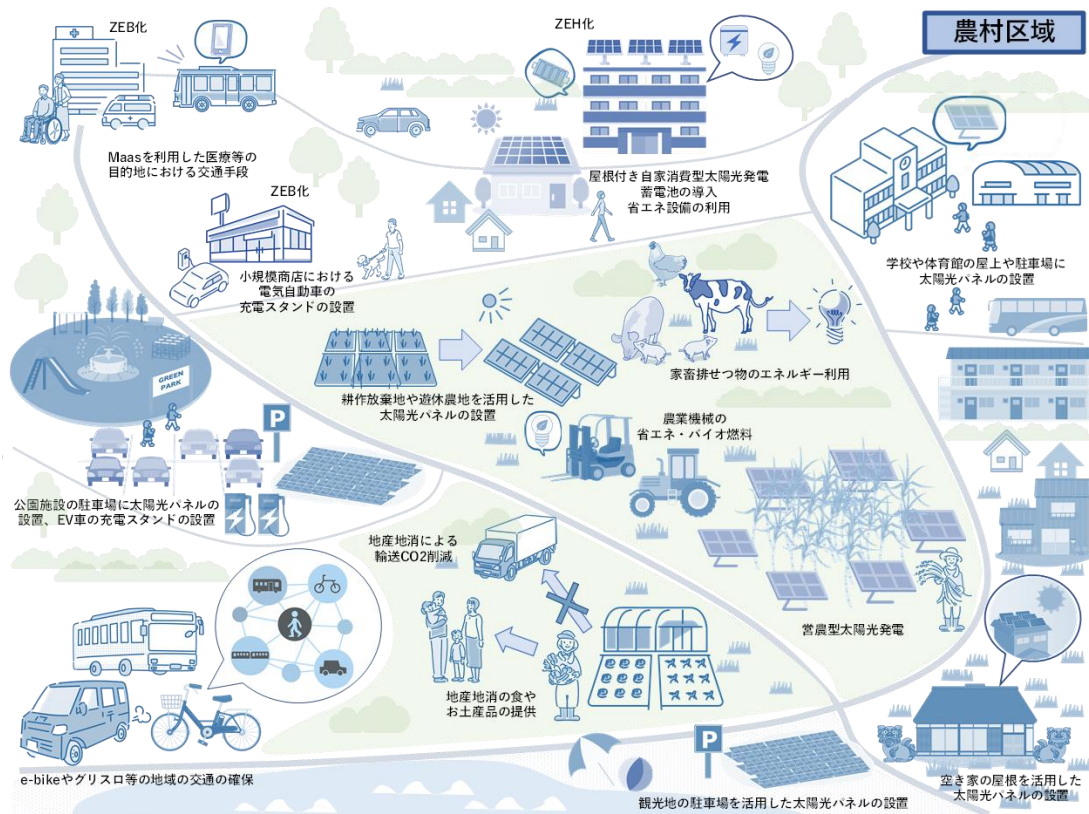 農村区域
ZEB化
ZEH化
Maasを利用した医療等の
目的地における交通手段
屋根付き自家消費型太陽光発電
蓄電池の導入
省エネ設備の利用
ZEB化
小規模商店における
電気自動車の
充電スタンドの設置
学校や体育館の屋上や駐車場に
太陽光パネルの設置
GREEN
PARK
耕作放棄地や遊休農地を活用した
太陽光パネルの設置
家畜排せつ物のエネルギー利用
農業機械の
省エネ・バイオ燃料
P
公園施設の駐車場に太陽光パネルの
設置、EV車の充電スタンドの設置
地産地消による
輸送CO2削減
営農型太陽光発電
地産地消の食や
お土産品の提供
e-bikeやグリスロ等の地域の交通の確保
P
観光地の駐車場を活用した太陽光パネルの設置
空き家の屋根を活用した
太陽光パネルの設置